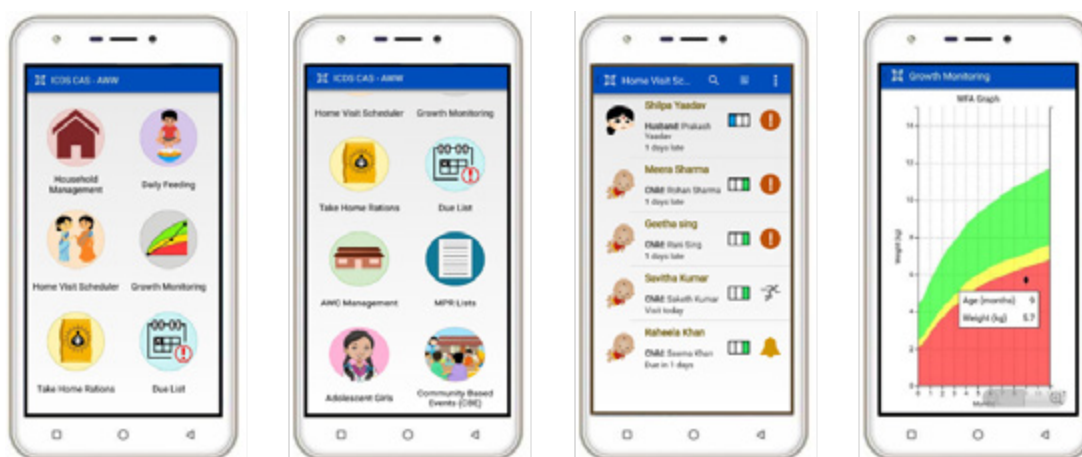 ICDS CAS - AWW
Household
Management
Daily Feeding
Home Visit Scheduler
Growth Monitoring
Take Home Rations
Due List
ICDS CAS - AWW
Home Visit Scheduler
Growth Monitoring
Take Home Rations
Due List
AWC Management
MPR Lists
Adolescent Girls
Community Based
Events (CBE)
Home Visit Sc...
Shilpa Yaadav
Husband: Prakash
Yaadav
1 days late
Meera Sharma
Child: Rohan Sharma
1 days late
Geetha sing
Child: Rani Sing
1 days late
Sevitha Kumar
Child: Saketh Kumar
Visit today
Raheela Khan
Child: Seema Khan
Due in 1 days
Growth Monitoring
WFA Graph
Weight (kg)
Age (months) 9
Weight (kg) 5.7